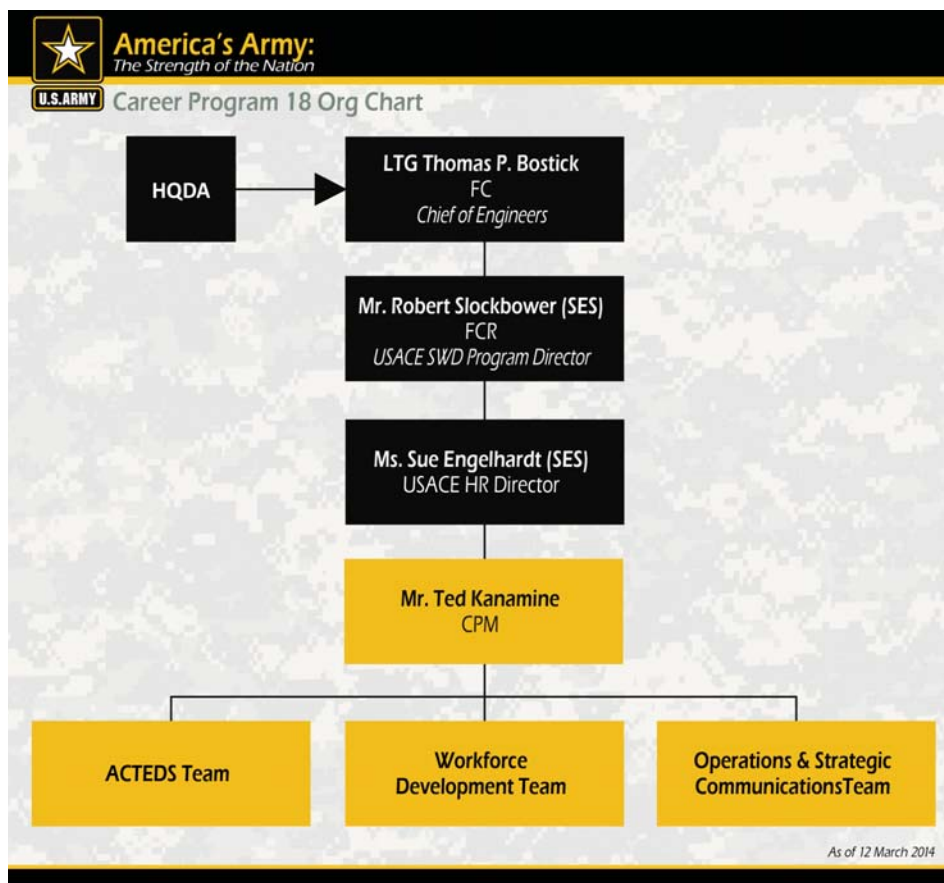 America's Army:
The Strength of the Nation
U.S.ARMY
Career Program 18 Org Chart
HQDA
LTG Thomas P. Bostick
FC
Chief of Engineers
Mr. Robert Slockbower (SES)
FCR
USACE SWD Program Director
Ms. Sue Engelhardt (SES)
USACE HR Director
Mr. Ted Kanamine
CPM
ACTEDS Team
Workforce
Development Team
Operations & Strategic
CommunicationsTeam
As of 12 March 2014